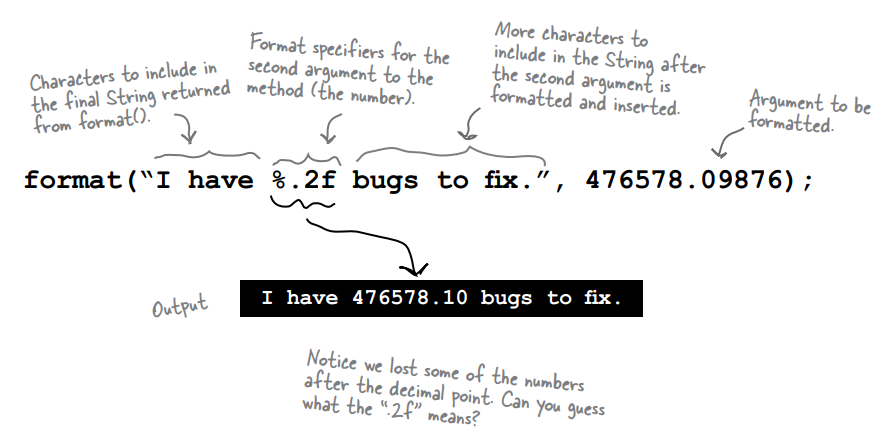 Characters to include in
the final String returned
from format().
Format specifiers for the
second argument to the
method (the number).
More characters to
include in the String after
the second argument is
formatted and inserted.
Argument to be
formatted.
format(“I have %.2f bugs to fix.”, 476578.09876);
Output
I have 476578.10 bugs to fix.
Notice we lost some of the numbers
after the decimal point. Can you guess
what the “.2f” means?